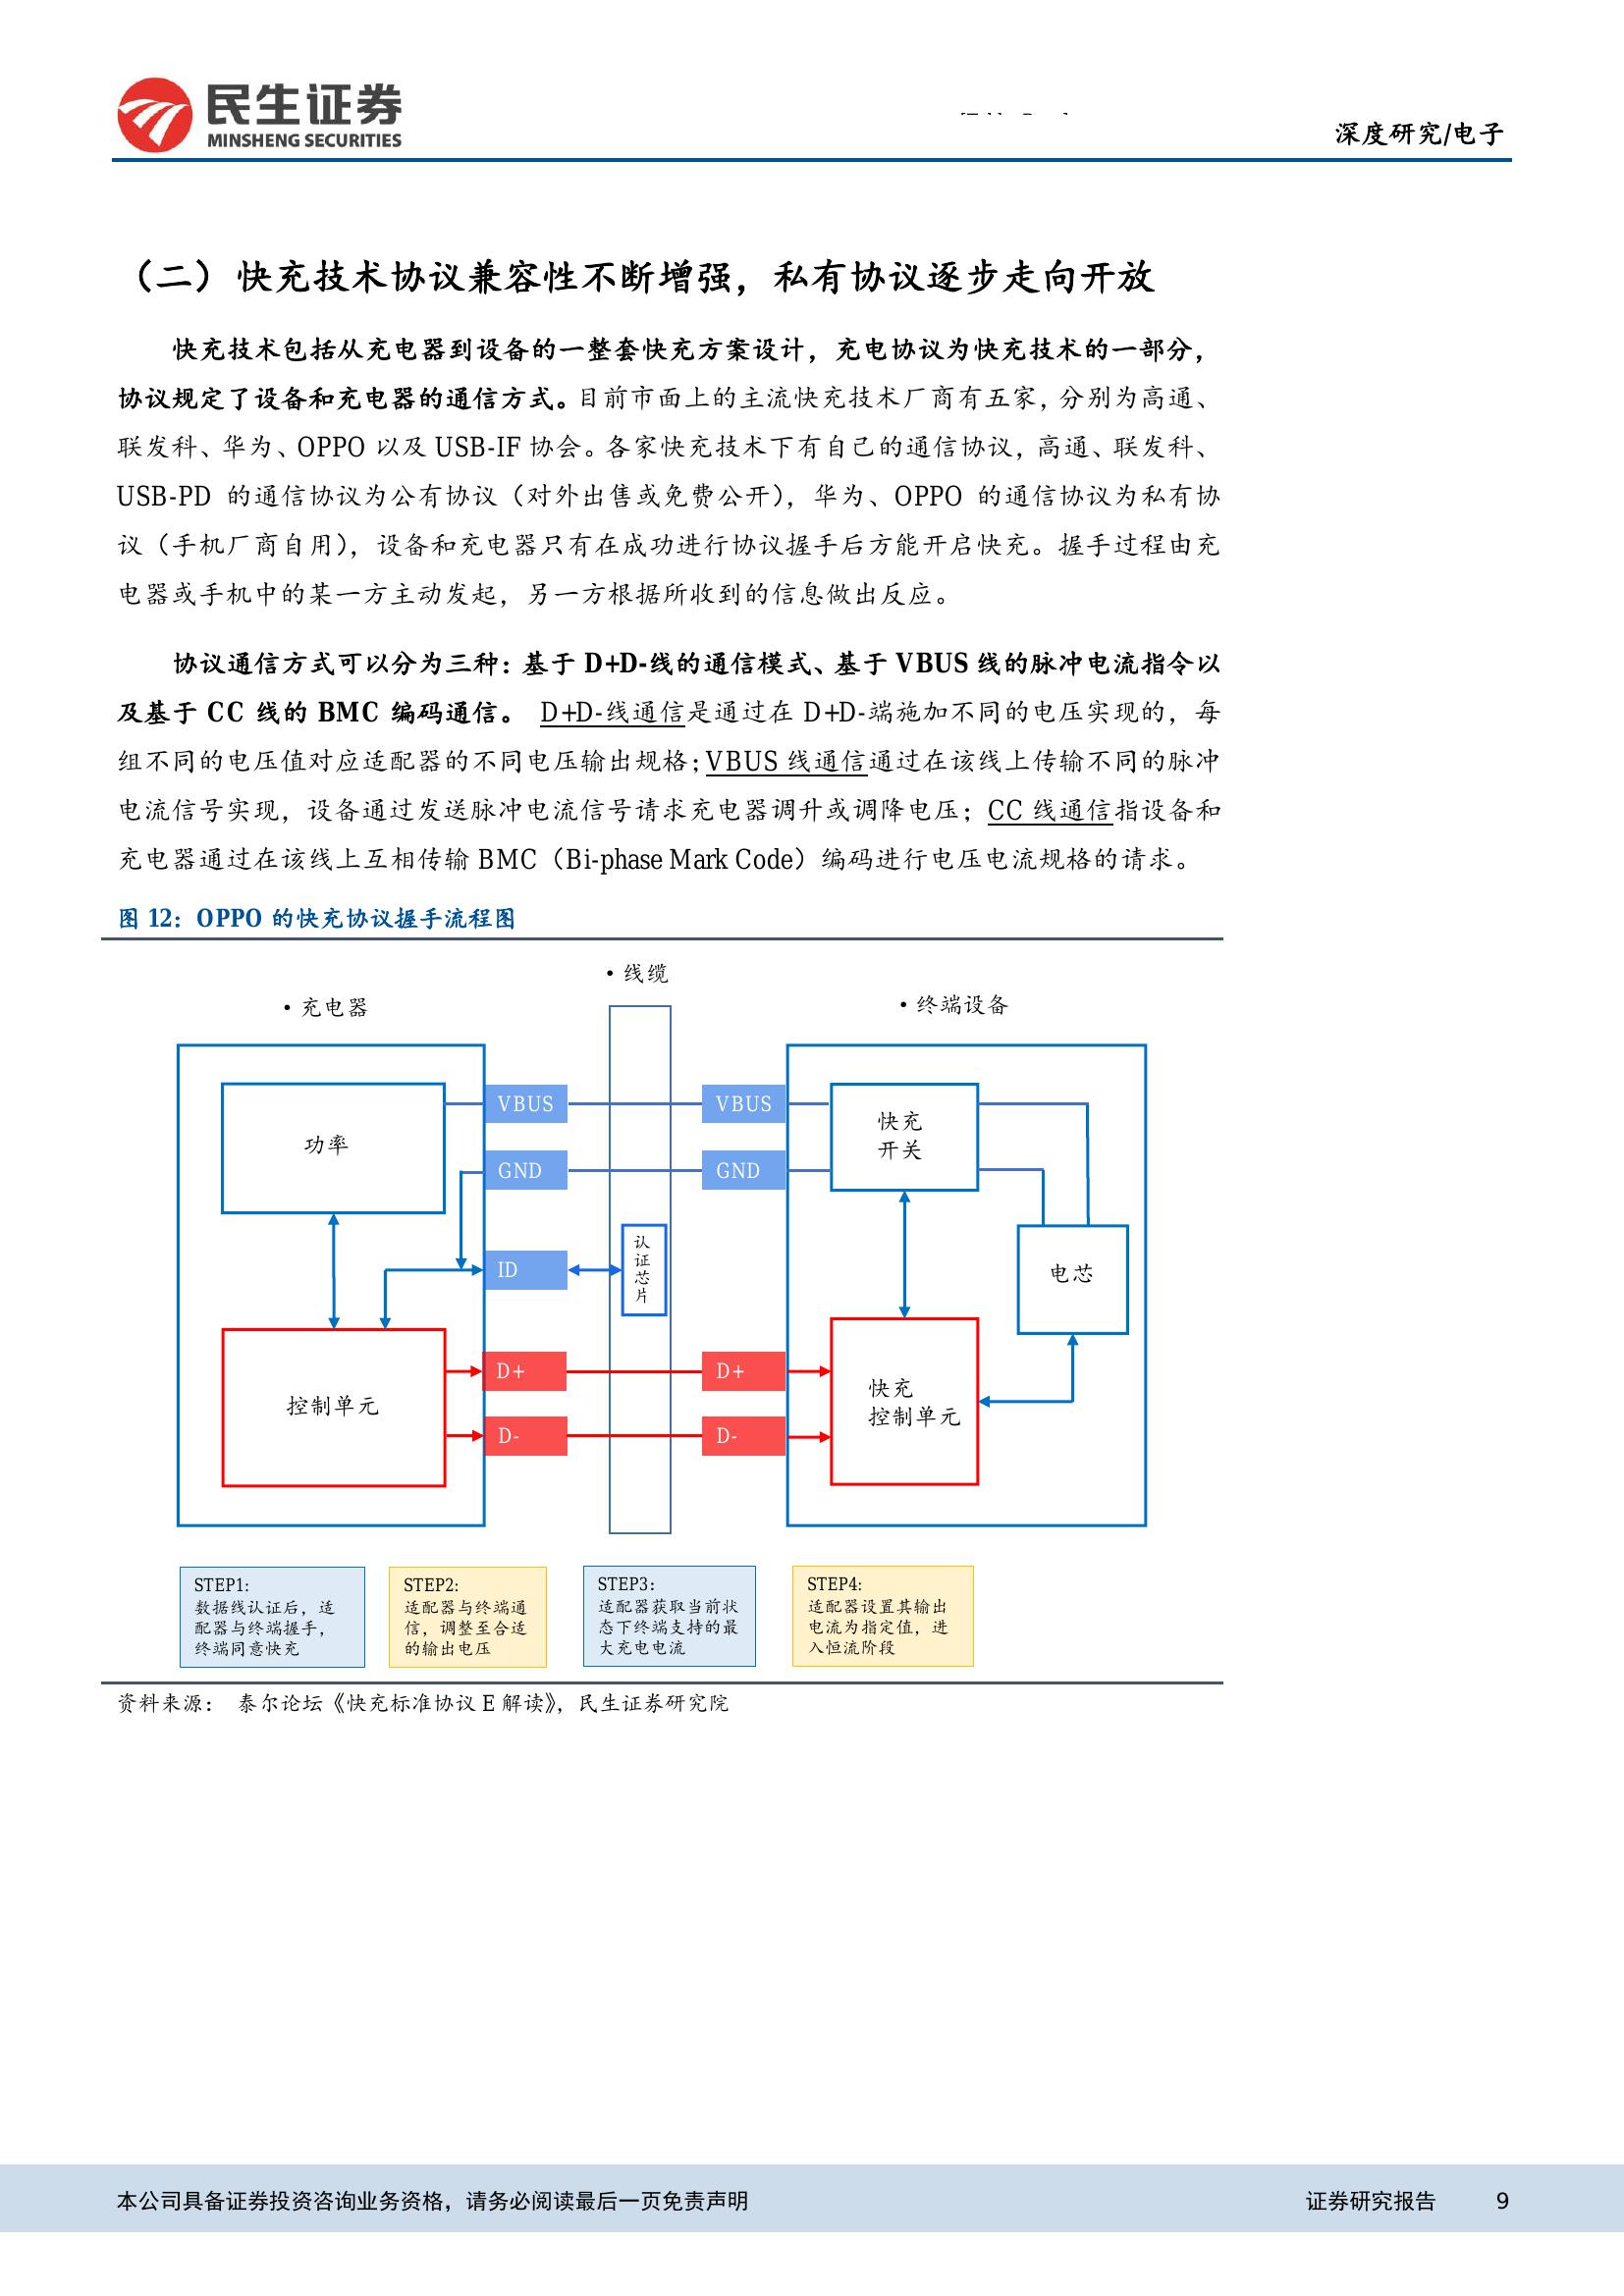 民生证券
MINSHENG SECURITIES
深度研究/电子
（二）快充技术协议兼容性不断增强，私有协议逐步走向开放
快充技术包括从充电器到设备的一整套快充方案设计，充电协议为快充技术的一部分，
协议规定了设备和充电器的通信方式。目前市面上的主流快充技术厂商有五家，分别为高通、
联发科、华为、OPPO 以及 USB-IF 协会。各家快充技术下有自己的通信协议，高通、联发科、
USB-PD 的通信协议为公有协议（对外出售或免费公开），华为、OPPO 的通信协议为私有协
议（手机厂商自用），设备和充电器只有在成功进行协议握手后方能开启快充。握手过程由充
电器或手机中的某一方主动发起，另一方根据所收到的信息做出反应。
协议通信方式可以分为三种：基于 D+D-线的通信模式、基于 VBUS 线的脉冲电流指令以
及基于 CC 线的 BMC 编码通信。 D+D-线通信是通过在 D+D-端施加不同的电压实现的，每
组不同的电压值对应适配器的不同电压输出规格；VBUS 线通信通过在该线上传输不同的脉冲
电流信号实现，设备通过发送脉冲电流信号请求充电器调升或调降电压；CC 线通信指设备和
充电器通过在该线上互相传输 BMC（Bi-phase Mark Code）编码进行电压电流规格的请求。
图 12：OPPO 的快充协议握手流程图
• 线缆
• 充电器
• 终端设备
VBUS
VBUS
功率
快充
开关
GND
GND
认
证
芯
片
ID
电芯
D+
D+
控制单元
快充
控制单元
D-
D-
STEP1:
数据线认证后，适
配器与终端握手，
终端同意快充
STEP2:
适配器与终端通
信，调整至合适
的输出电压
STEP3：
适配器获取当前状
态下终端支持的最
大充电电流
STEP4:
适配器设置其输出
电流为指定值，进
入恒流阶段
资料来源： 泰尔论坛《快充标准协议 E 解读》，民生证券研究院
本公司具备证券投资咨询业务资格，请务必阅读最后一页免责声明
证券研究报告 9